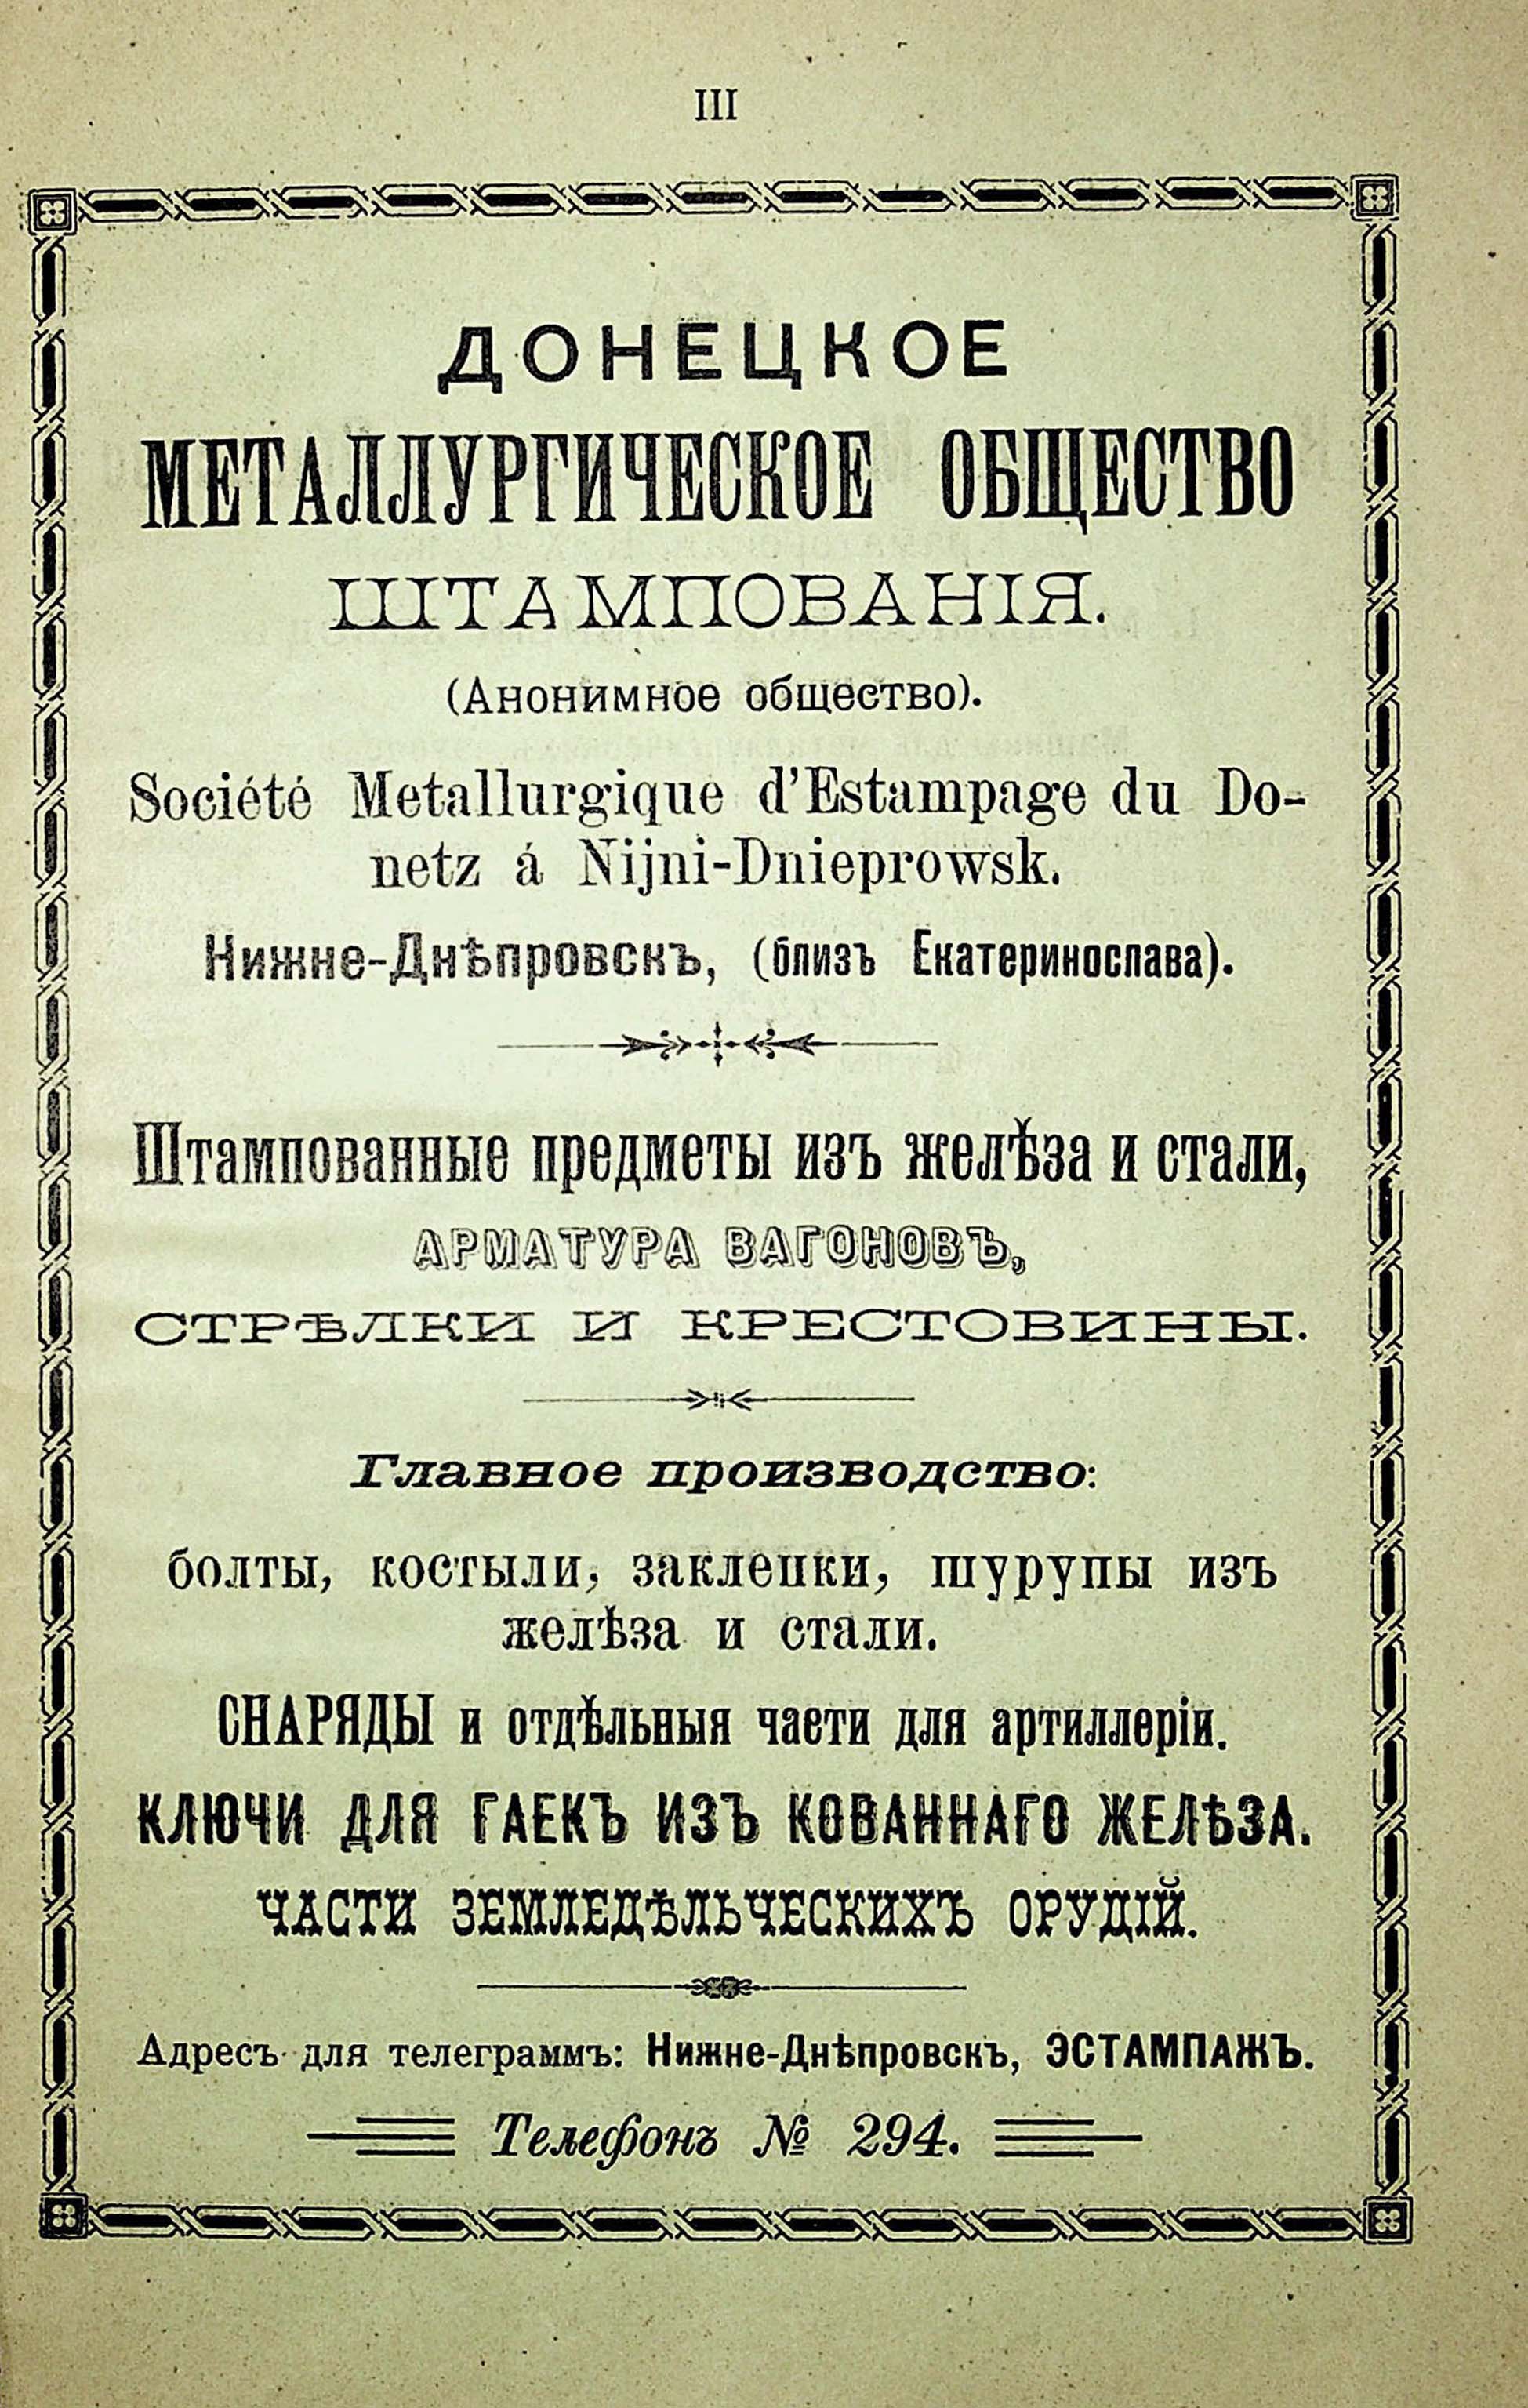 III
ДОНЕЦКОЕ
МЕТАЛЛУРГИЧЕСКОЕ ОБЩЕСТВО
ШТАМПОВАНІЯ.
(Анонимное общество).
Société Metallurgique d'Estampage du Do-
netz á Nijni-Dnieprowsk.
Нижне-Днѣпровскъ, (близъ Екатеринослава).
Штампованные предметы изъ желѣза и стали,
АРМАТУРА ВАГОНОВЪ,
СТРѢЛКИ И КРЕСТОВИНЫ.
Главное производство:
болты, костыли, заклепки, шурупы изъ
желѣза и стали.
СНАРЯДЫ и отдѣльныя части для артиллеріи.
КЛЮЧИ ДЛЯ ГАЕКЪ ИЗЪ КОВАННАГО ЖЕЛѢЗА.
ЧАСТИ ЗЕМЛЕДѢЛЬЧЕСКИХЪ ОРУДІЙ.
Адресъ для телеграммъ: Нижне-Днѣпровскъ, ЭСТАМПАЖЪ.
Телефонъ № 294.